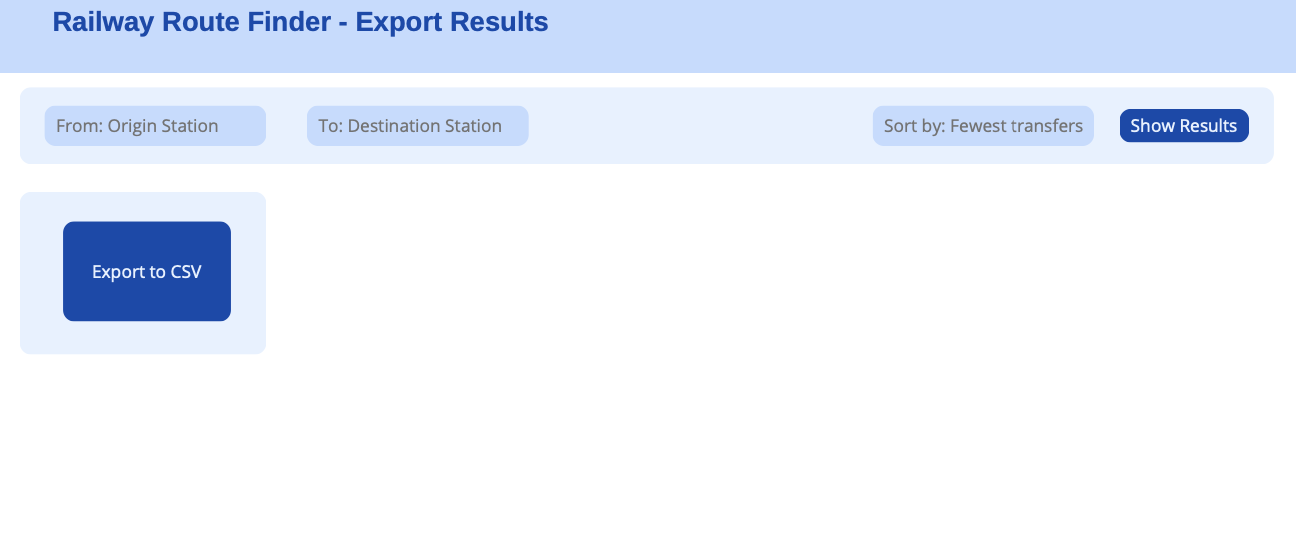 Railway Route Finder - Export Results
From: Origin Station
To: Destination Station
Sort by: Fewest transfers
Show Results
Export to CSV